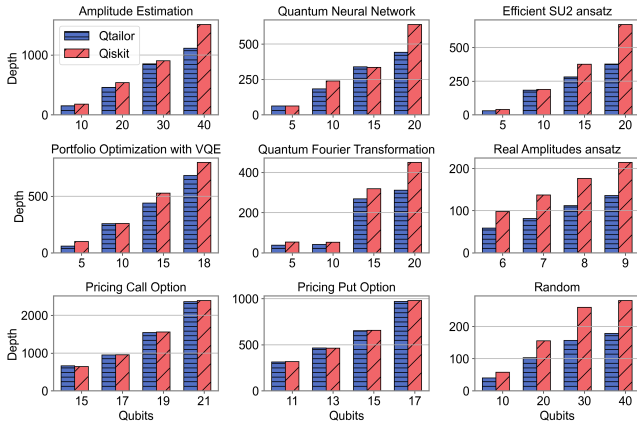 Amplitude Estimation
Quantum Neural Network
Efficient SU2 ansatz
Qtailor
Qiskit
Depth
1000
0
10 20 30 40
500
250
0
5 10 15 20
500
250
0
5 10 15 20
Portfolio Optimization with VQE
Quantum Fourier Transformation
Real Amplitudes ansatz
Depth
500
0
5 10 15 18
400
200
0
5 10 15 20
200
100
0
6 7 8 9
Pricing Call Option
Pricing Put Option
Random
Depth
2000
1000
0
15 17 19 21
Qubits
1000
500
0
11 13 15 17
Qubits
200
100
0
10 20 30 40
Qubits